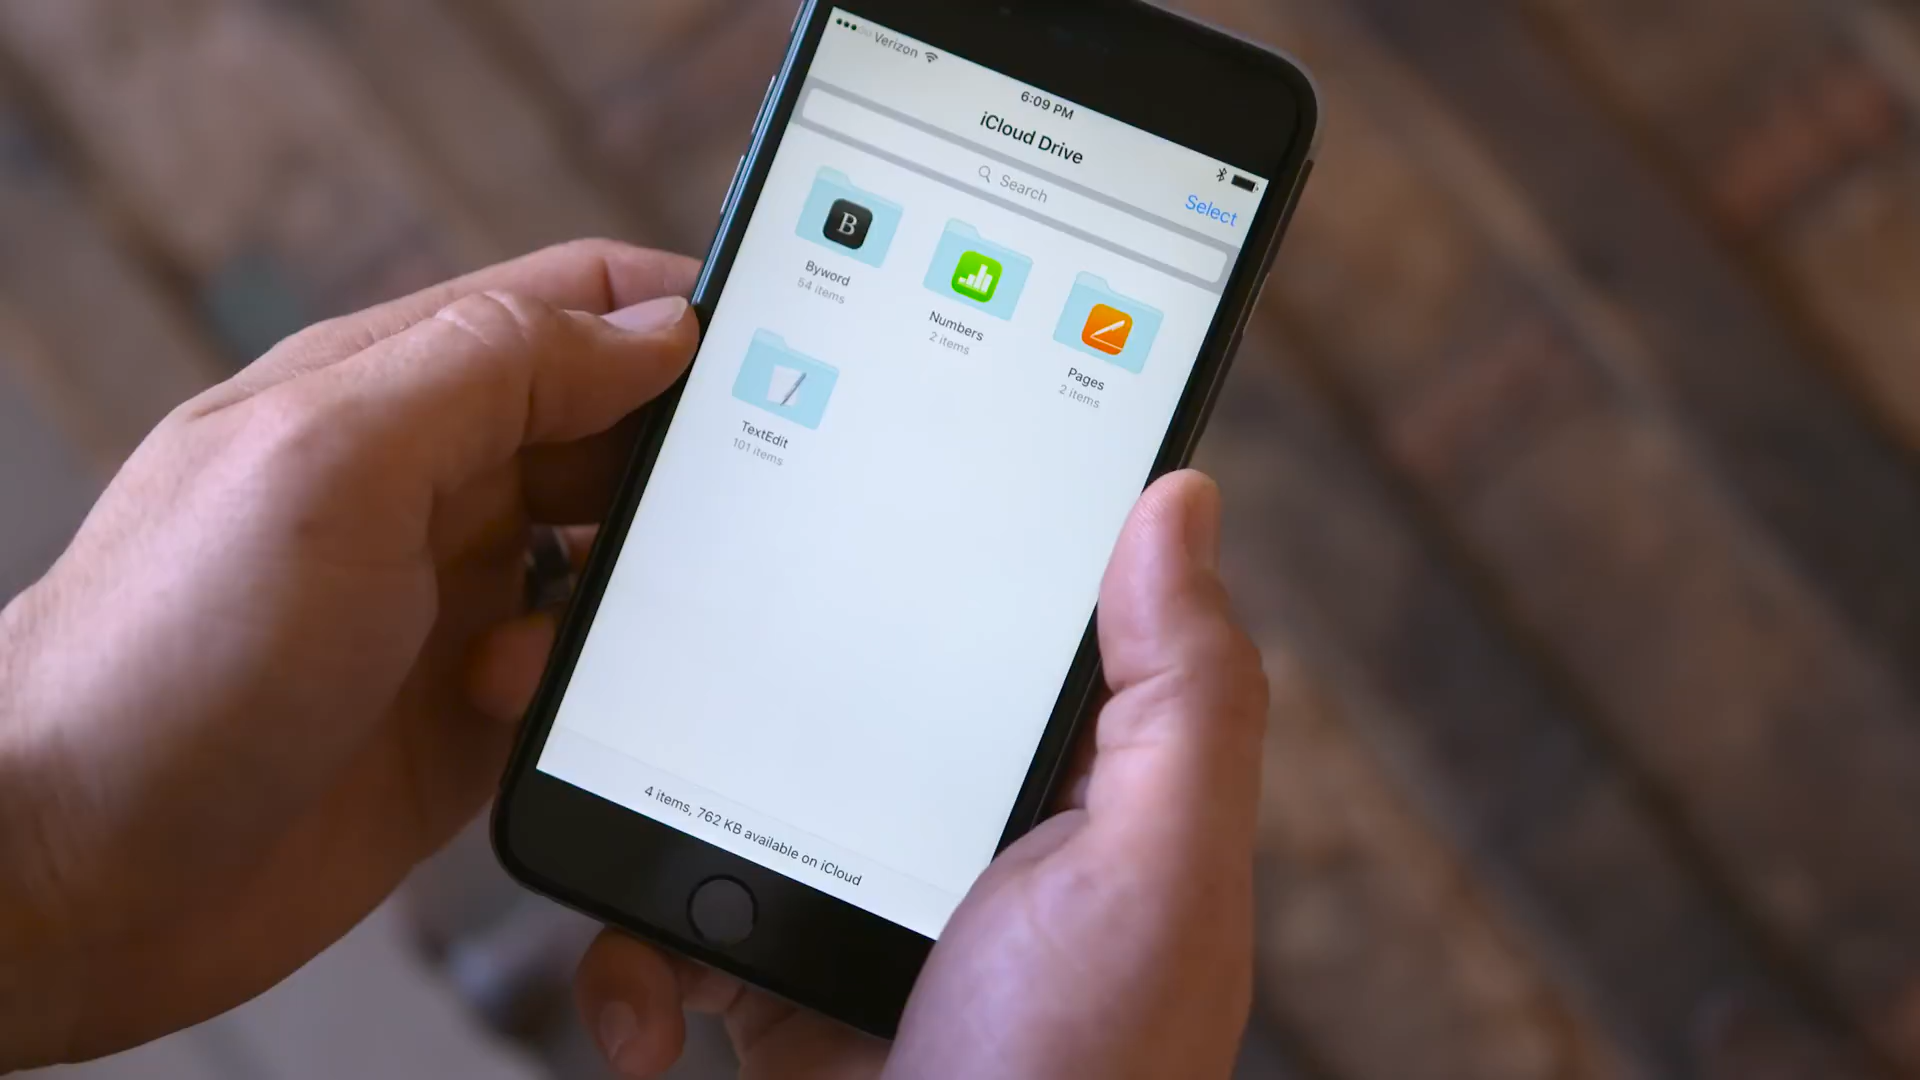 Verizon
6:09 PM
iCloud Drive
Select
Search
B
Byword
54 items
Numbers
2 items
Pages
2 items
TextEdit
101 items
4 items, 762 KB available on iCloud